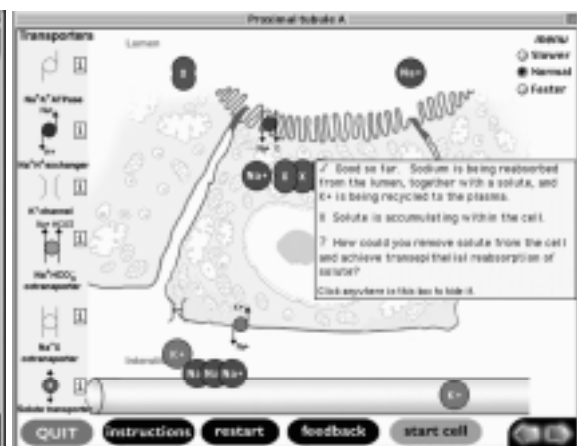 Proximal tubule A
Transporters
Lumen
menu
Slower
Normal
Faster
Na+
Na+K+ATPase
Na+H+exchanger
K+channel
Na+HCO3
cotransporter
Na+S
cotransporter
Solute transporter
Na+
X
X
✓ Good so far. Sodium is being reabsorbed
from the lumen, together with a solute, and
K+ is being recycled to the plasma.
Solute is accumulating within the cell.
? How could you remove solute from the cell
and achieve transepithelial reabsorption of
solute?
Click anywhere in this box to hide it.
K+
Na+
K+
QUIT
instructions
restart
feedback
start cell